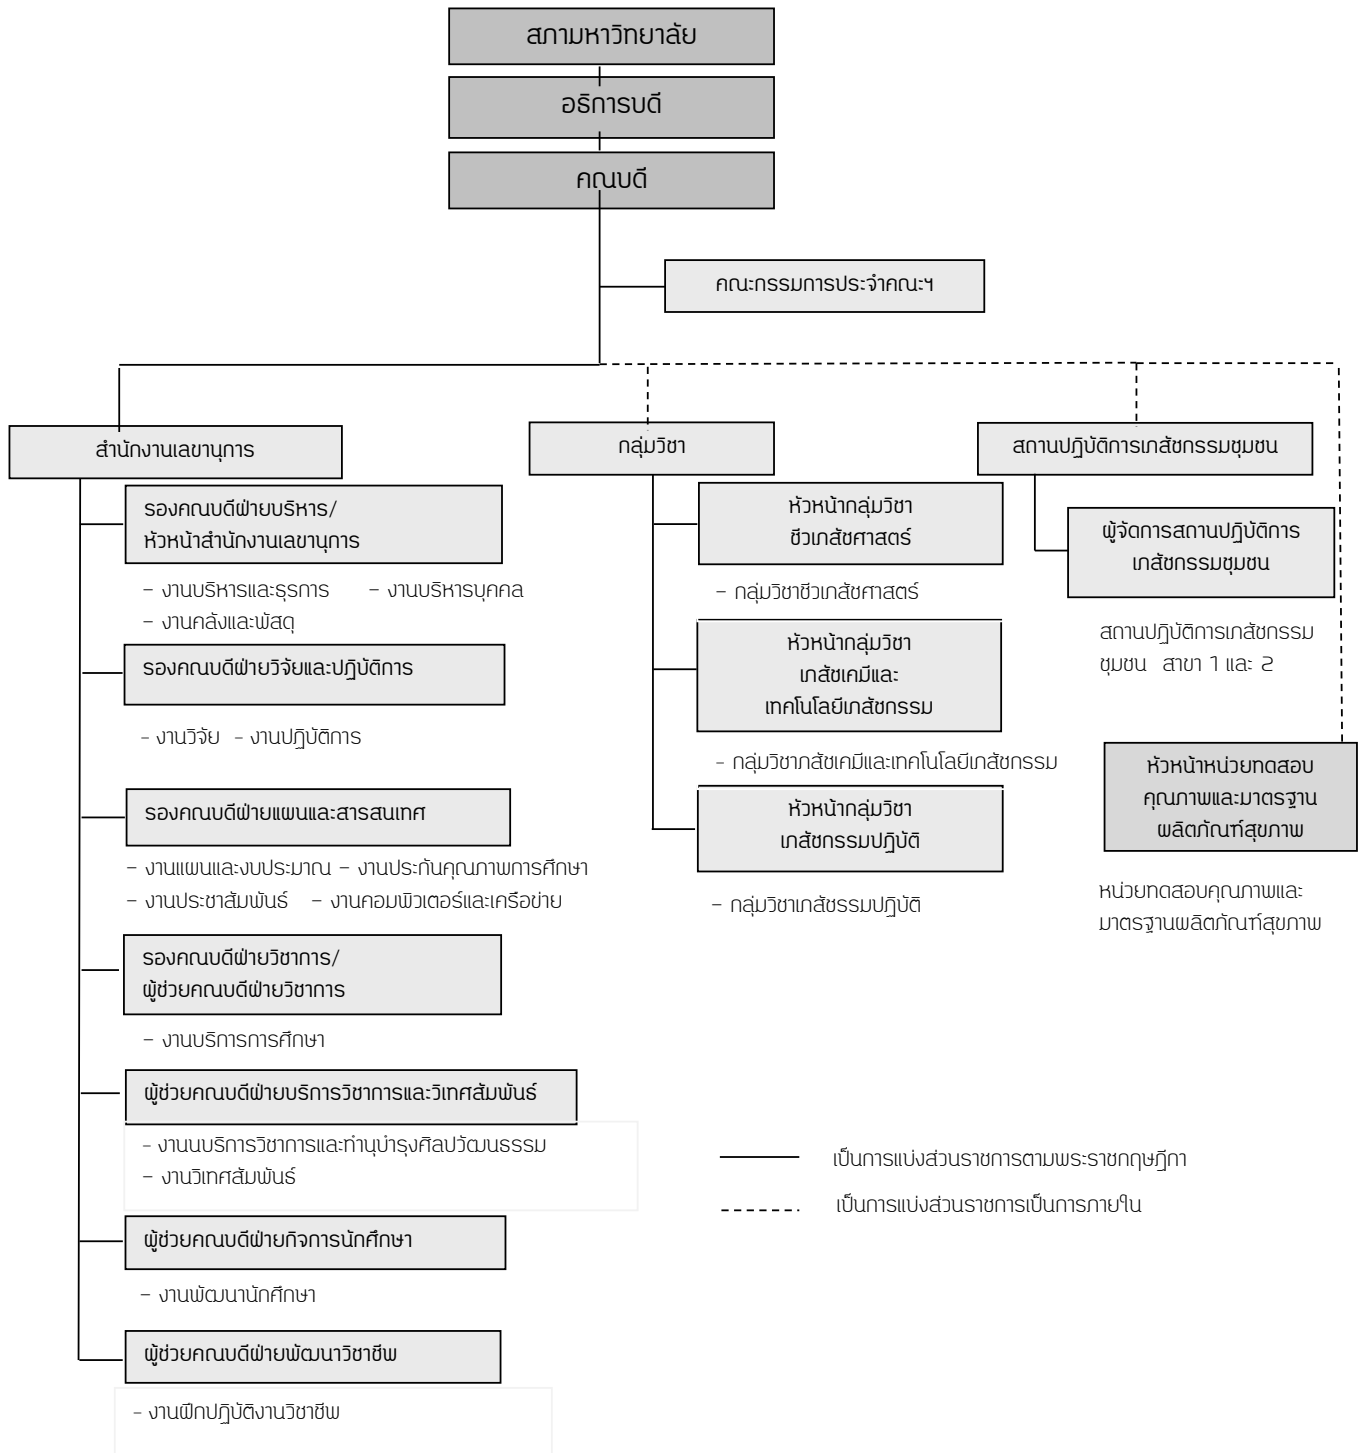 สภามหาวิทยาลัย
อธิการบดี
คณบดี
คณะกรรมการประจำคณะฯ
สำนักงานเลขานุการ
รองคณบดีฝ่ายบริหาร/
หัวหน้าสำนักงานเลขานุการ
- งานบริหารและธุรการ - งานบริหารบุคคล
- งานคลังและพัสดุ
รองคณบดีฝ่ายวิจัยและปฏิบัติการ
- งานวิจัย - งานปฏิบัติการ
รองคณบดีฝ่ายแผนและสารสนเทศ
- งานแผนและงบประมาณ - งานประกันคุณภาพการศึกษา
- งานประชาสัมพันธ์ - งานคอมพิวเตอร์และเครือข่าย
รองคณบดีฝ่ายวิชาการ/
ผู้ช่วยคณบดีฝ่ายวิชาการ
- งานบริการการศึกษา
ผู้ช่วยคณบดีฝ่ายบริการวิชาการและวิเทศสัมพันธ์
- งานนบริการวิชาการและทำนุบำรุงศิลปวัฒนธรรม
- งานวิเทศสัมพันธ์
ผู้ช่วยคณบดีฝ่ายกิจการนักศึกษา
- งานพัฒนานักศึกษา
ผู้ช่วยคณบดีฝ่ายพัฒนาวิชาชีพ
- งานฝึกปฏิบัติงานวิชาชีพ
กลุ่มวิชา
หัวหน้ากลุ่มวิชา
ชีวเภสัชศาสตร์
- กลุ่มวิชาชีวเภสัชศาสตร์
หัวหน้ากลุ่มวิชา
เภสัชเคมีและ
เทคโนโลยีเภสัชกรรม
- กลุ่มวิชาภสัชเคมีและเทคโนโลยีเภสัชกรรม
หัวหน้ากลุ่มวิชา
เภสัชกรรมปฏิบัติ
- กลุ่มวิชาเภสัชรรมปฏิบัติ
สถานปฏิบัติการเภสัชกรรมชุมชน
ผู้จัดการสถานปฏิบัติการ
เภสัชกรรมชุมชน
สถานปฏิบัติการเภสัชกรรม
ชุมชน สาขา 1 และ 2
หัวหน้าหน่วยทดสอบ
คุณภาพและมาตรฐาน
ผลิตภัณฑ์สุขภาพ
หน่วยทดสอบคุณภาพและ
มาตรฐานผลิตภัณฑ์สุขภาพ
เป็นการแบ่งส่วนราชการตามพระราชกฤษฎีกา
เป็นการแบ่งส่วนราชการเป็นการภายใน